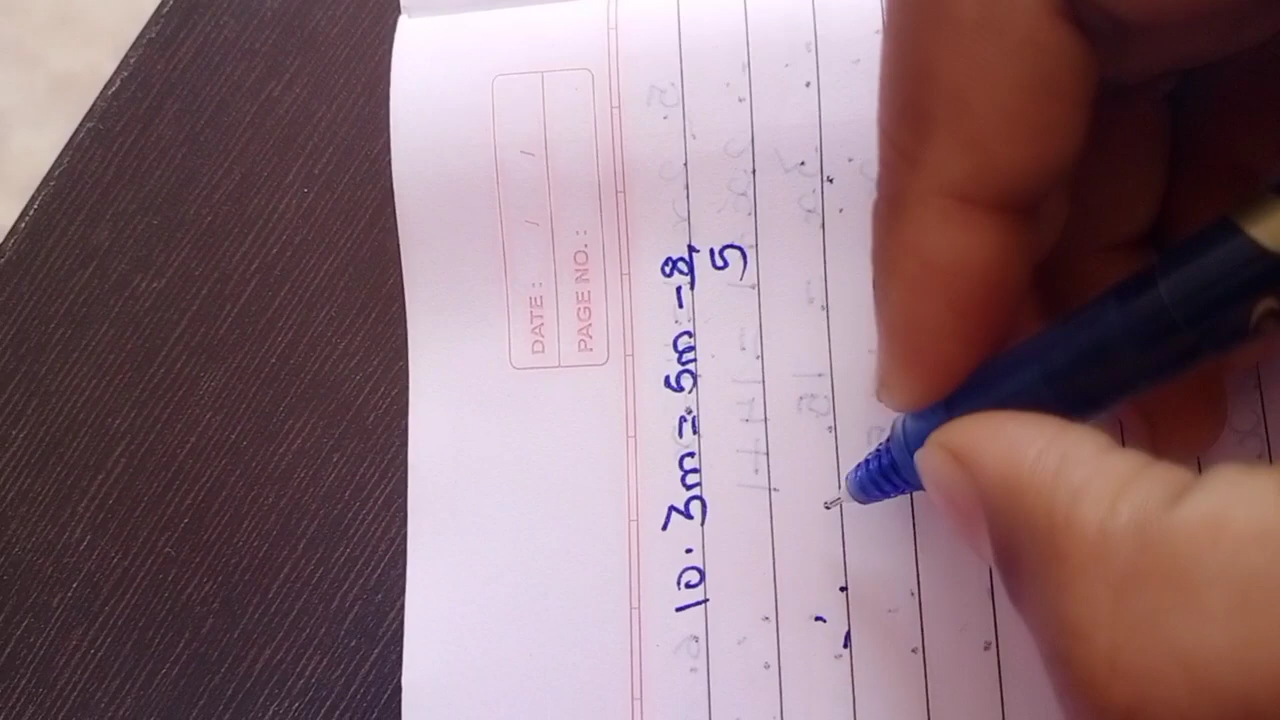 DATE : / /
PAGE NO. :
10. 3m = 5m - 8
5